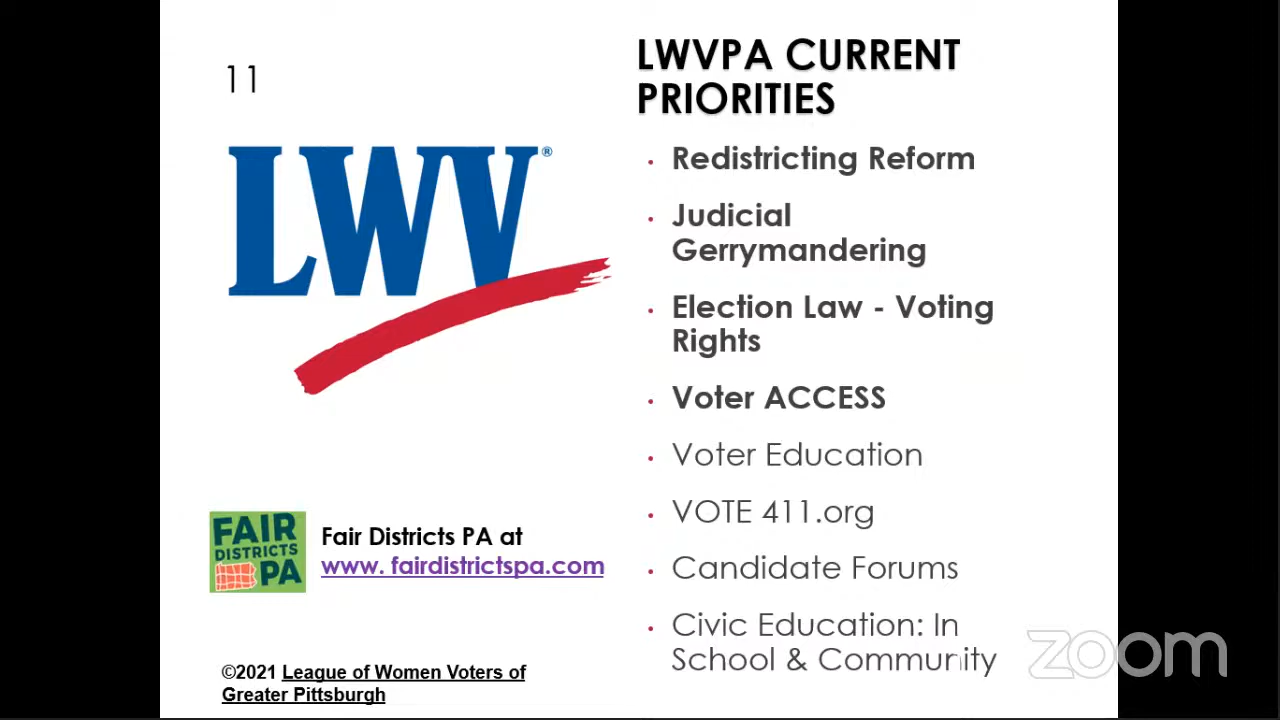 11
LWV®
FAIR
DISTRICTS
PA
Fair Districts PA at
www. fairdistrictspa.com
©2021 League of Women Voters of
Greater Pittsburgh
LWVPA CURRENT
PRIORITIES
• Redistricting Reform
• Judicial
Gerrymandering
• Election Law - Voting
Rights
• Voter ACCESS
• Voter Education
• VOTE 411.org
• Candidate Forums
• Civic Education: In
School & Community
zoom